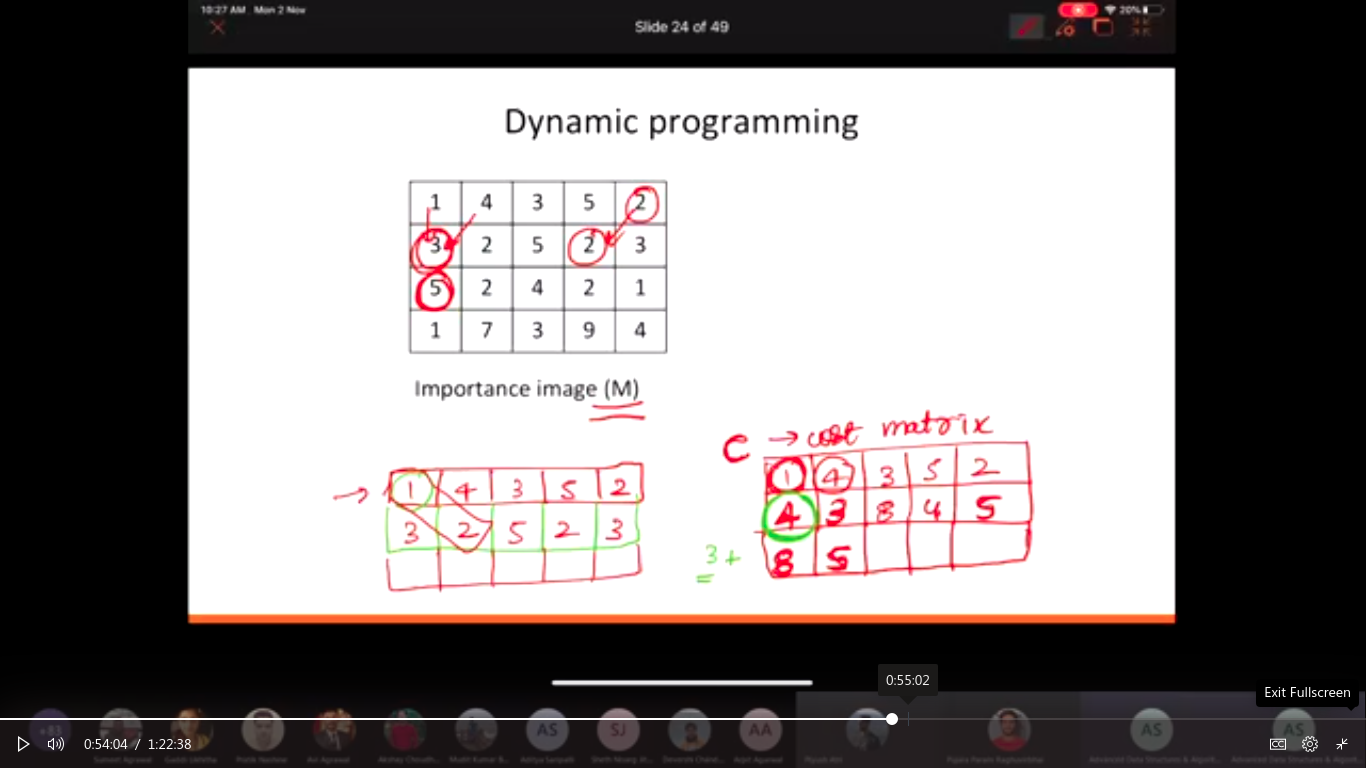 10:27 AM Mon 2 Nov
20%
Slide 24 of 49
Dynamic programming
1 4 3 5 2
3 2 5 2 3
5 2 4 2 1
1 7 3 9 4
Importance image (M)
C → cost matrix
→ 1 4 3 5 2
3 2 5 2 3
1 4 3 5 2
4 3 8 4 5
3 +
8 5
0:55:02
Exit Fullscreen
AS
SJ
AA
AS
AS
0:54:04 / 1:22:38
CC